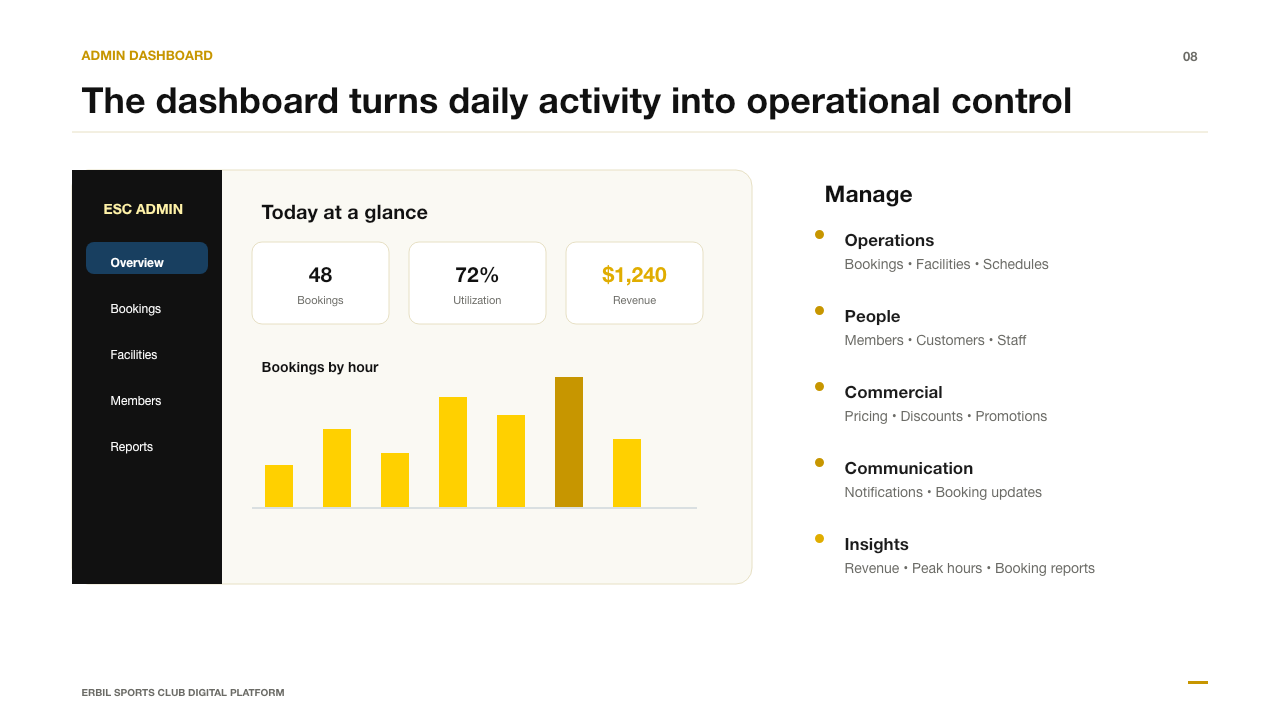 ADMIN DASHBOARD
08
The dashboard turns daily activity into operational control
ESC ADMIN
Overview
Bookings
Facilities
Members
Reports
Today at a glance
48
Bookings
72%
Utilization
$1,240
Revenue
Bookings by hour
Manage
Operations
Bookings • Facilities • Schedules
People
Members • Customers • Staff
Commercial
Pricing • Discounts • Promotions
Communication
Notifications • Booking updates
Insights
Revenue • Peak hours • Booking reports
ERBIL SPORTS CLUB DIGITAL PLATFORM